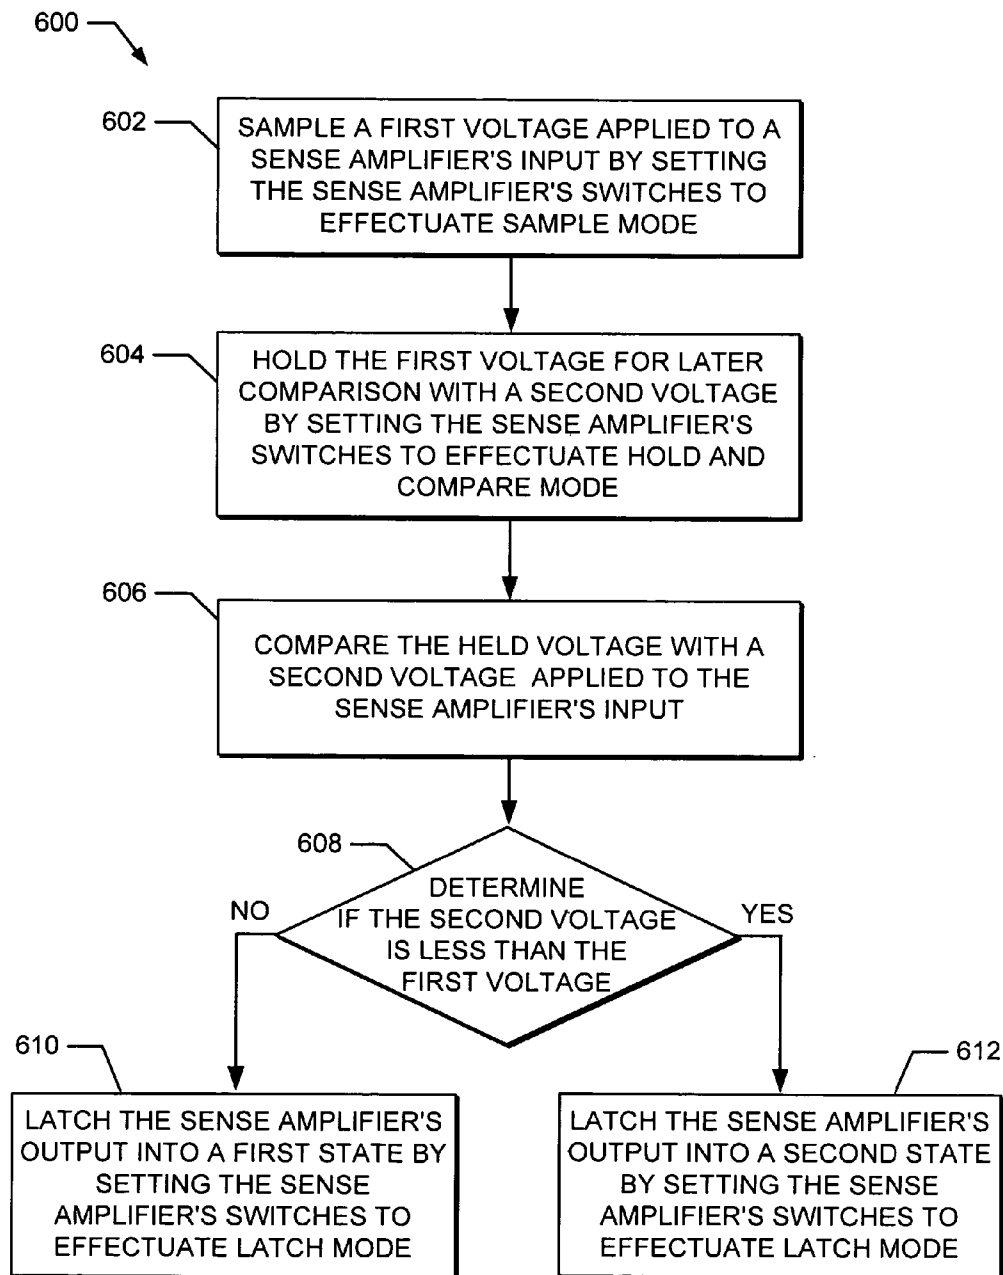 600
602
SAMPLE A FIRST VOLTAGE APPLIED TO A
SENSE AMPLIFIER'S INPUT BY SETTING
THE SENSE AMPLIFIER'S SWITCHES TO
EFFECTUATE SAMPLE MODE
604
HOLD THE FIRST VOLTAGE FOR LATER
COMPARISON WITH A SECOND VOLTAGE
BY SETTING THE SENSE AMPLIFIER'S
SWITCHES TO EFFECTUATE HOLD AND
COMPARE MODE
606
COMPARE THE HELD VOLTAGE WITH A
SECOND VOLTAGE APPLIED TO THE
SENSE AMPLIFIER'S INPUT
608
DETERMINE
IF THE SECOND VOLTAGE
IS LESS THAN THE
FIRST VOLTAGE
NO
YES
610
LATCH THE SENSE AMPLIFIER'S
OUTPUT INTO A FIRST STATE BY
SETTING THE SENSE
AMPLIFIER'S SWITCHES TO
EFFECTUATE LATCH MODE
612
LATCH THE SENSE AMPLIFIER'S
OUTPUT INTO A SECOND STATE
BY SETTING THE SENSE
AMPLIFIER'S SWITCHES TO
EFFECTUATE LATCH MODE